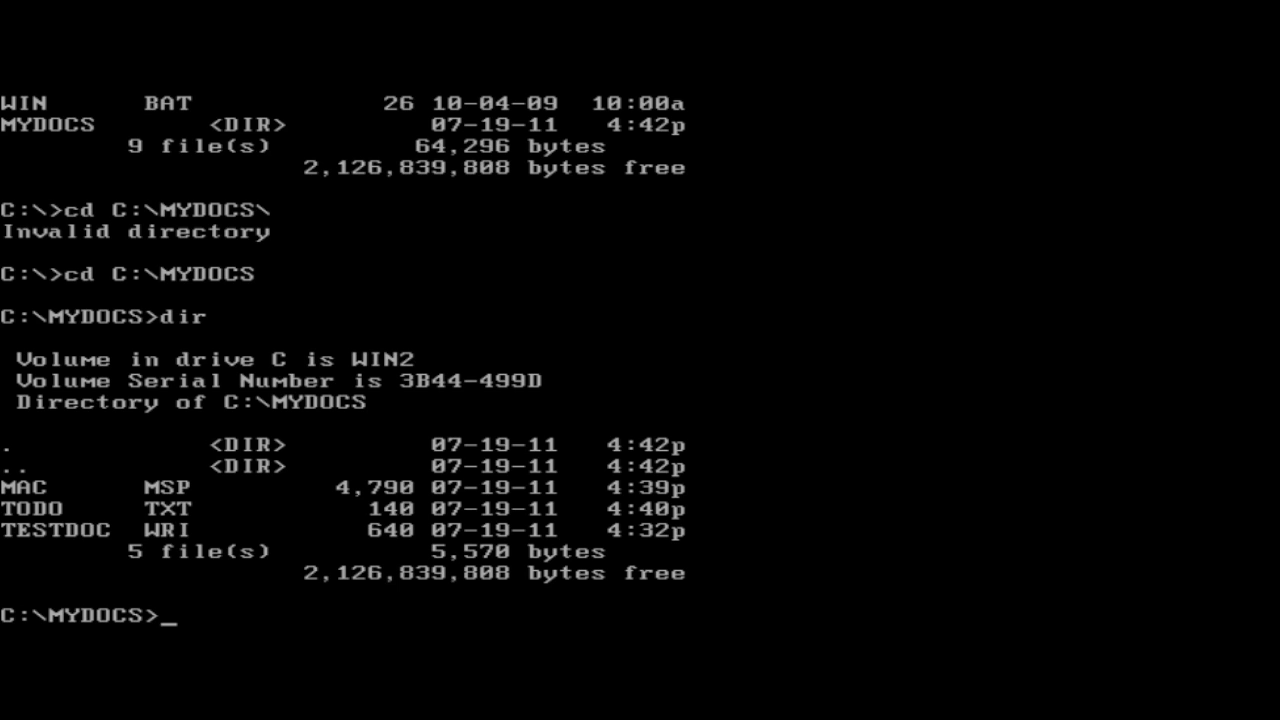 WIN      BAT            26 10-04-09  10:00a
MYDOCS       <DIR>         07-19-11   4:42p
        9 file(s)         64,296 bytes
                   2,126,839,808 bytes free
C:\>cd C:\MYDOCS\
Invalid directory
C:\>cd C:\MYDOCS
C:\MYDOCS>dir
 Volume in drive C is WIN2
 Volume Serial Number is 3B44-499D
 Directory of C:\MYDOCS
.            <DIR>         07-19-11   4:42p
..           <DIR>         07-19-11   4:42p
MAC      MSP         4,790 07-19-11   4:39p
TODO     TXT           140 07-19-11   4:40p
TESTDOC  WRI           640 07-19-11   4:32p
        5 file(s)          5,570 bytes
                   2,126,839,808 bytes free
C:\MYDOCS>_